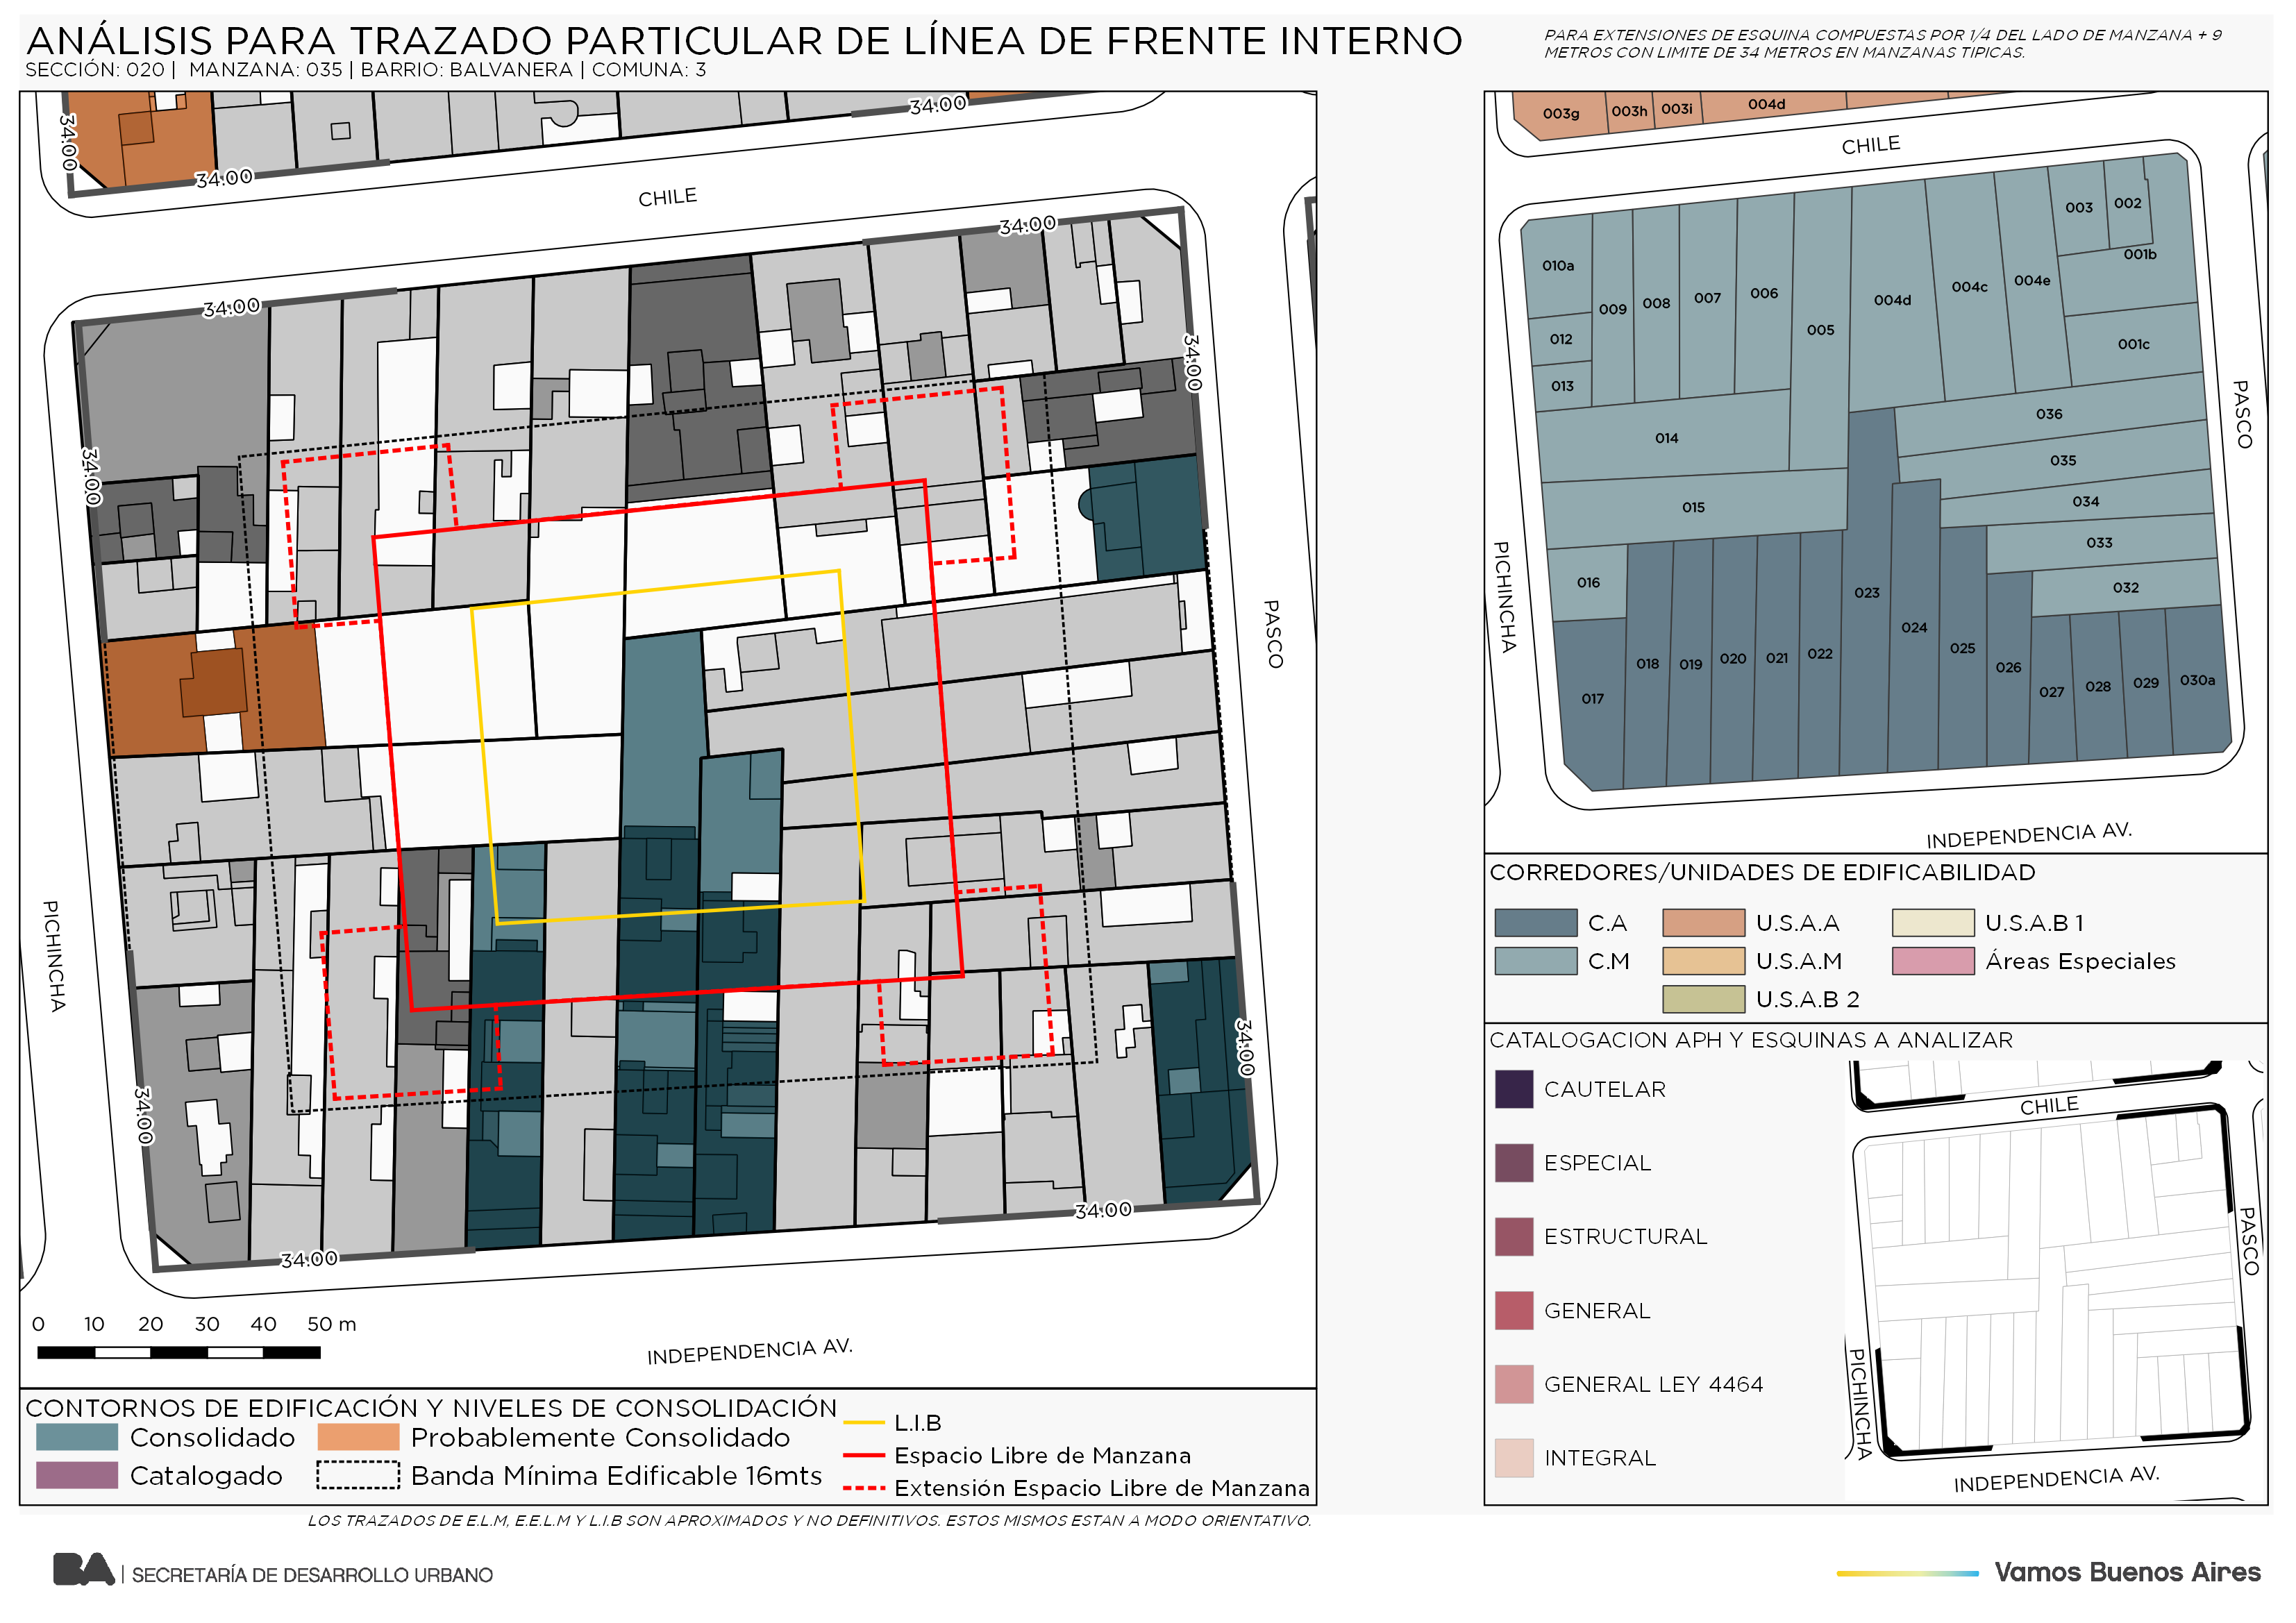 ANÁLISIS PARA TRAZADO PARTICULAR DE LÍNEA DE FRENTE INTERNO
SECCIÓN: 020 | MANZANA: 035 | BARRIO: BALVANERA | COMUNA: 3
PARA EXTENSIONES DE ESQUINA COMPUESTAS POR 1/4 DEL LADO DE MANZANA + 9
METROS CON LIMITE DE 34 METROS EN MANZANAS TIPICAS.
34.00
34.00
34.00
CHILE
34.00
34.00
34.00
34.00
PASCO
PICHINCHA
34.00
34.00
34.00
34.00
INDEPENDENCIA AV.
0 10 20 30 40 50 m
CONTORNOS DE EDIFICACIÓN Y NIVELES DE CONSOLIDACIÓN
Consolidado
Probablemente Consolidado
Catalogado
Banda Mínima Edificable 16mts
L.I.B
Espacio Libre de Manzana
Extensión Espacio Libre de Manzana
LOS TRAZADOS DE E.L.M, E.E.L.M Y L.I.B SON APROXIMADOS Y NO DEFINITIVOS. ESTOS MISMOS ESTAN A MODO ORIENTATIVO.
003g 003h 003i 004d
CHILE
003 002
010a 009 008 007 006 005 004d 004c 004e 001b
012
001c
013
036
014
035
015
034
033
016
032
023
024
018 019 020 021 022 025 026
017
027 028 029 030a
PICHINCHA
PASCO
INDEPENDENCIA AV.
CORREDORES/UNIDADES DE EDIFICABILIDAD
C.A
U.S.A.A
U.S.A.B 1
C.M
U.S.A.M
Áreas Especiales
U.S.A.B 2
CATALOGACION APH Y ESQUINAS A ANALIZAR
CAUTELAR
ESPECIAL
ESTRUCTURAL
GENERAL
GENERAL LEY 4464
INTEGRAL
CHILE
PASCO
PICHINCHA
INDEPENDENCIA AV.
BA | SECRETARÍA DE DESARROLLO URBANO
Vamos Buenos Aires